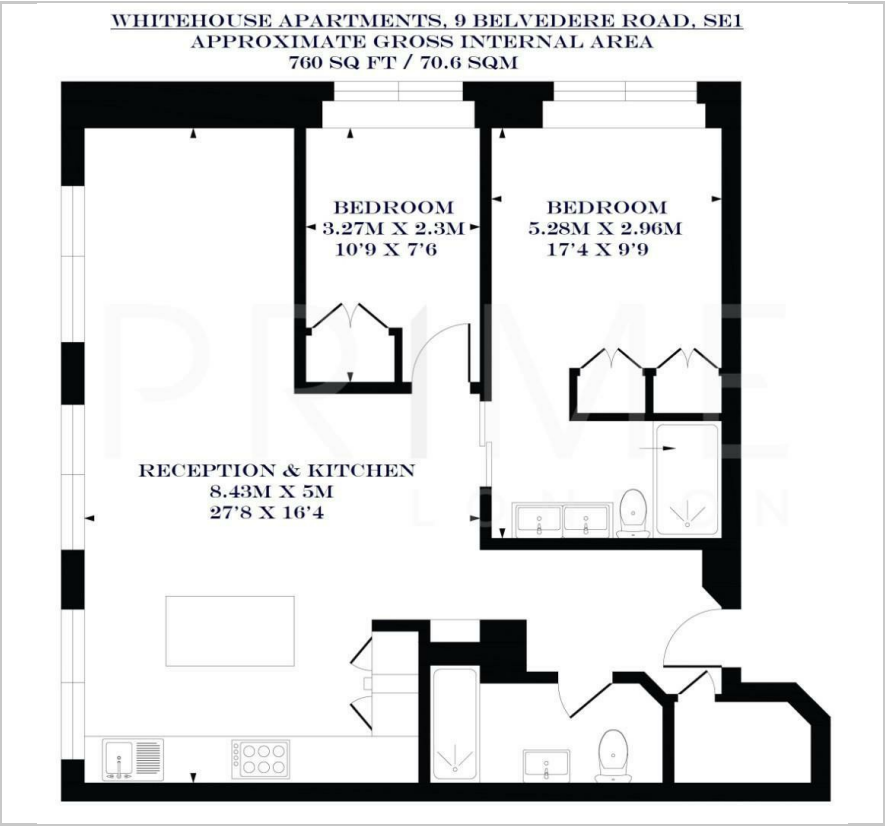 WHITEHOUSE APARTMENTS, 9 BELVEDERE ROAD, SE1
APPROXIMATE GROSS INTERNAL AREA
760 SQ FT / 70.6 SQM
BEDROOM
3.27M X 2.3M
10'9 X 7'6
BEDROOM
5.28M X 2.96M
17'4 X 9'9
PRIME
LONDON
RECEPTION & KITCHEN
8.43M X 5M
27'8 X 16'4